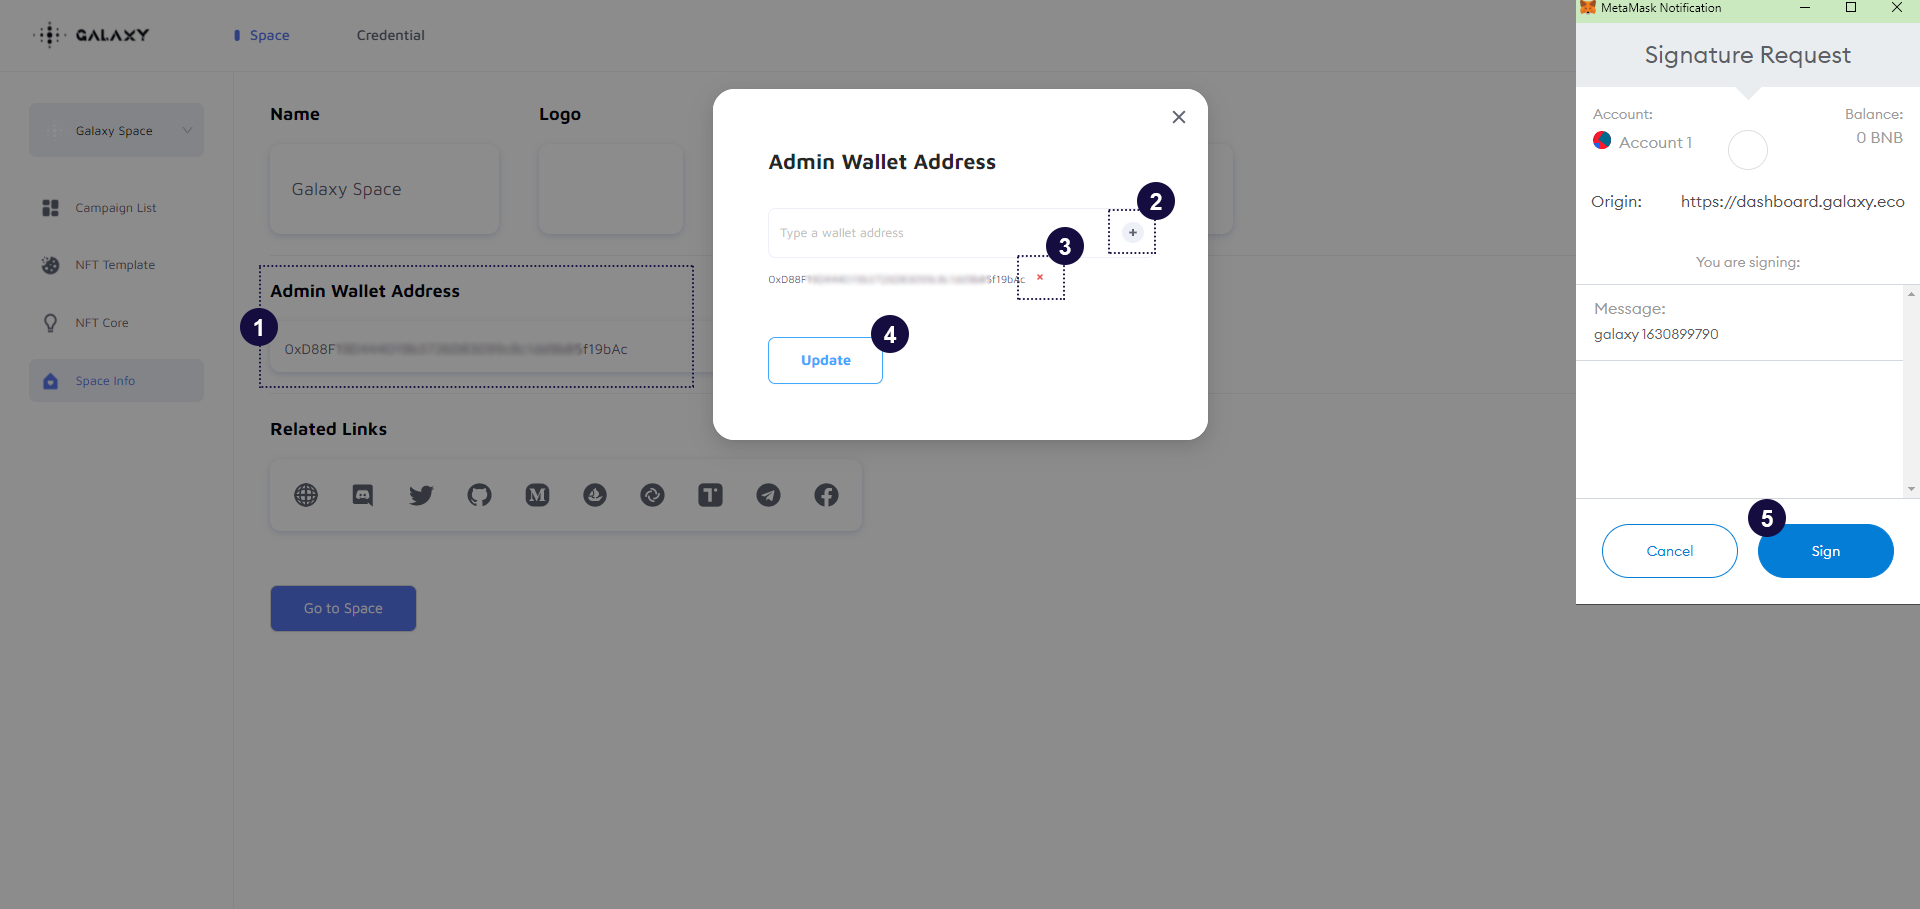 GALAXY
Space
Credential
Galaxy Space
Campaign List
NFT Template
NFT Core
Space Info
Name
Logo
Galaxy Space
Admin Wallet Address
1
0xD88F
f19bAc
Related Links
Go to Space
Admin Wallet Address
2
Type a wallet address
+
3
0xD88F
f19bAc
4
Update
MetaMask Notification
Signature Request
Account:
Balance:
Account 1
0 BNB
Origin:
https://dashboard.galaxy.eco
You are signing:
Message:
galaxy 1630899790
5
Cancel
Sign